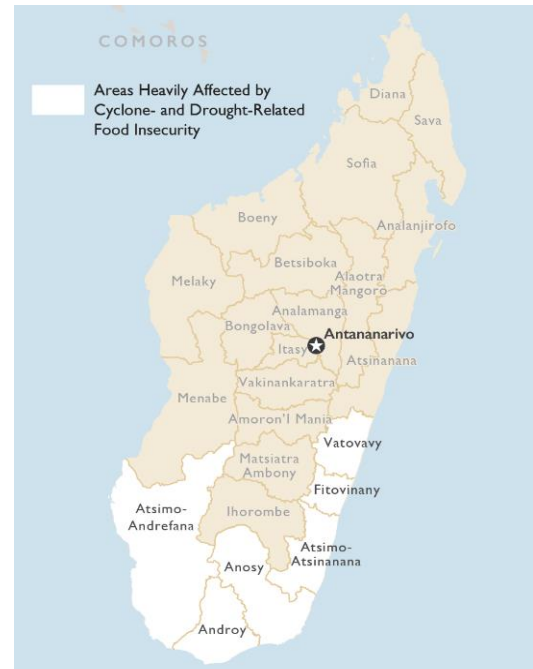 COMOROS
Areas Heavily Affected by
Cyclone- and Drought-Related
Food Insecurity
Diana
Sava
Sofia
Analanjirofo
Boeny
Betsiboka
Melaky
Alaotra
Mangoro
Analamanga
Bongolava
Antananarivo
Itasy
Atsinanana
Vakinankaratra
Menabe
Amoron'I Mania
Vatovavy
Matsiatra
Ambony
Fitovinany
Atsimo-
Andrefana
Ihorombe
Atsimo-
Atsinanana
Anosy
Androy